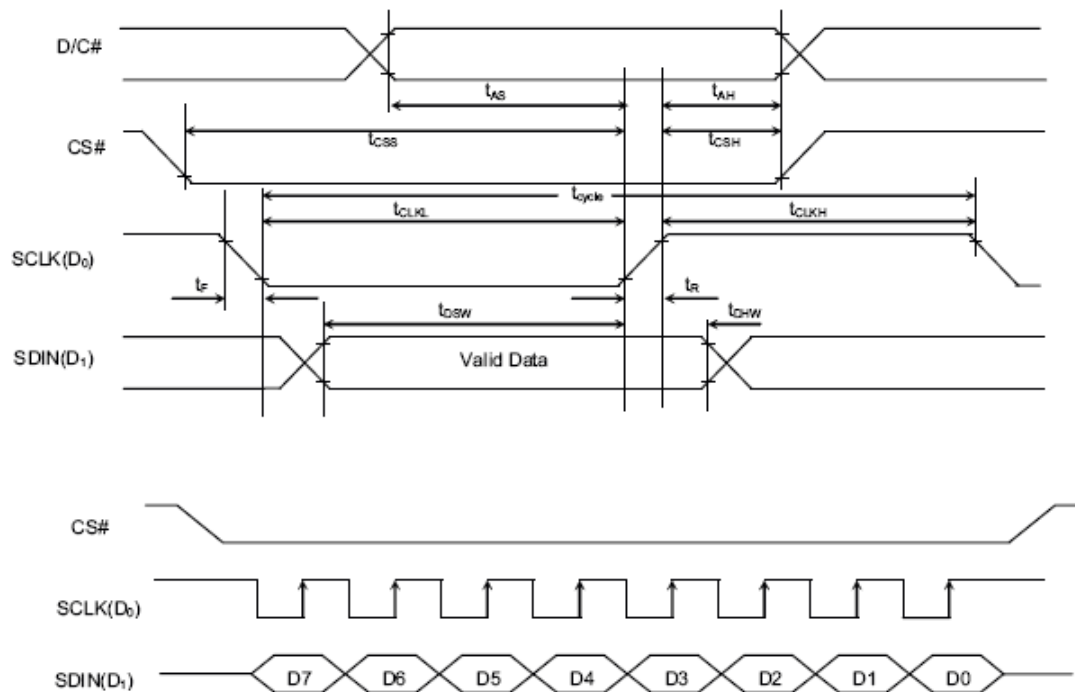 D/C#
tAS
tAH
CS#
tCSS
tCSH
tcycle
tCLKL
tCLKH
SCLK(D0)
tF
tR
tDSW
tDHW
SDIN(D1)
Valid Data
CS#
SCLK(D0)
SDIN(D1)
D7 D6 D5 D4 D3 D2 D1 D0